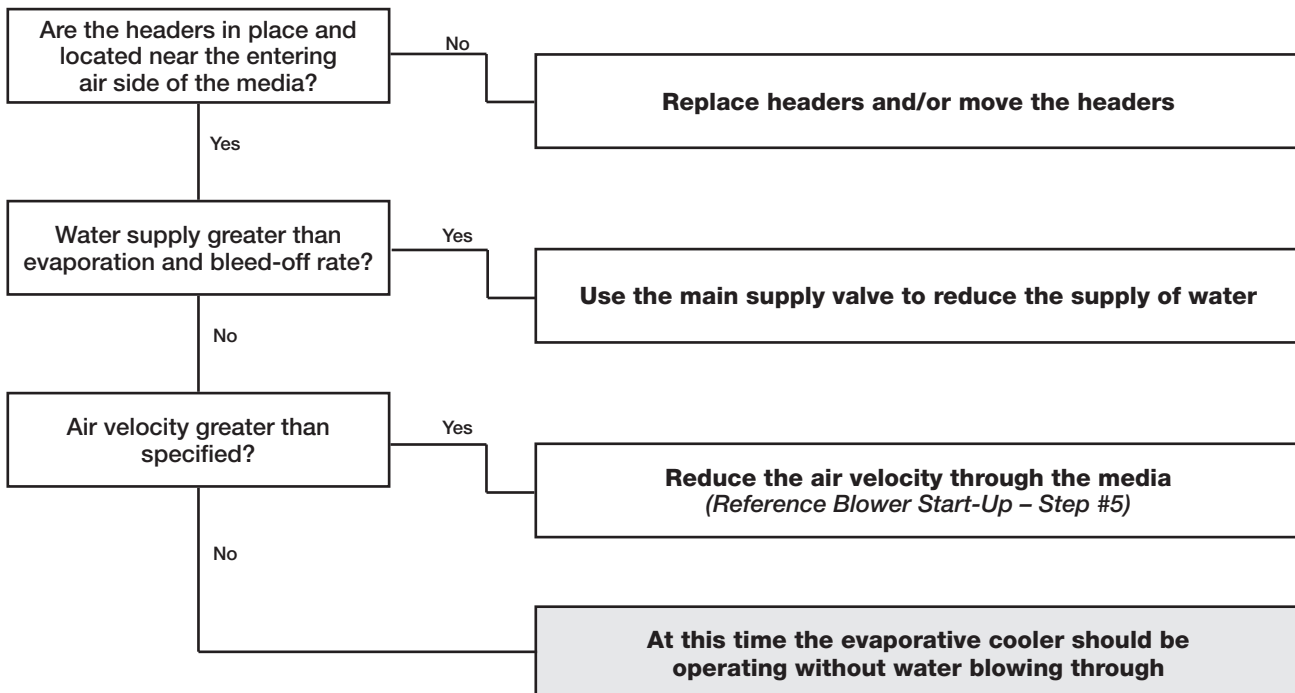 Are the headers in place and
located near the entering
air side of the media?
No
Replace headers and/or move the headers
Yes
Water supply greater than
evaporation and bleed-off rate?
Yes
Use the main supply valve to reduce the supply of water
No
Air velocity greater than
specified?
Yes
Reduce the air velocity through the media
(Reference Blower Start-Up – Step #5)
No
At this time the evaporative cooler should be
operating without water blowing through